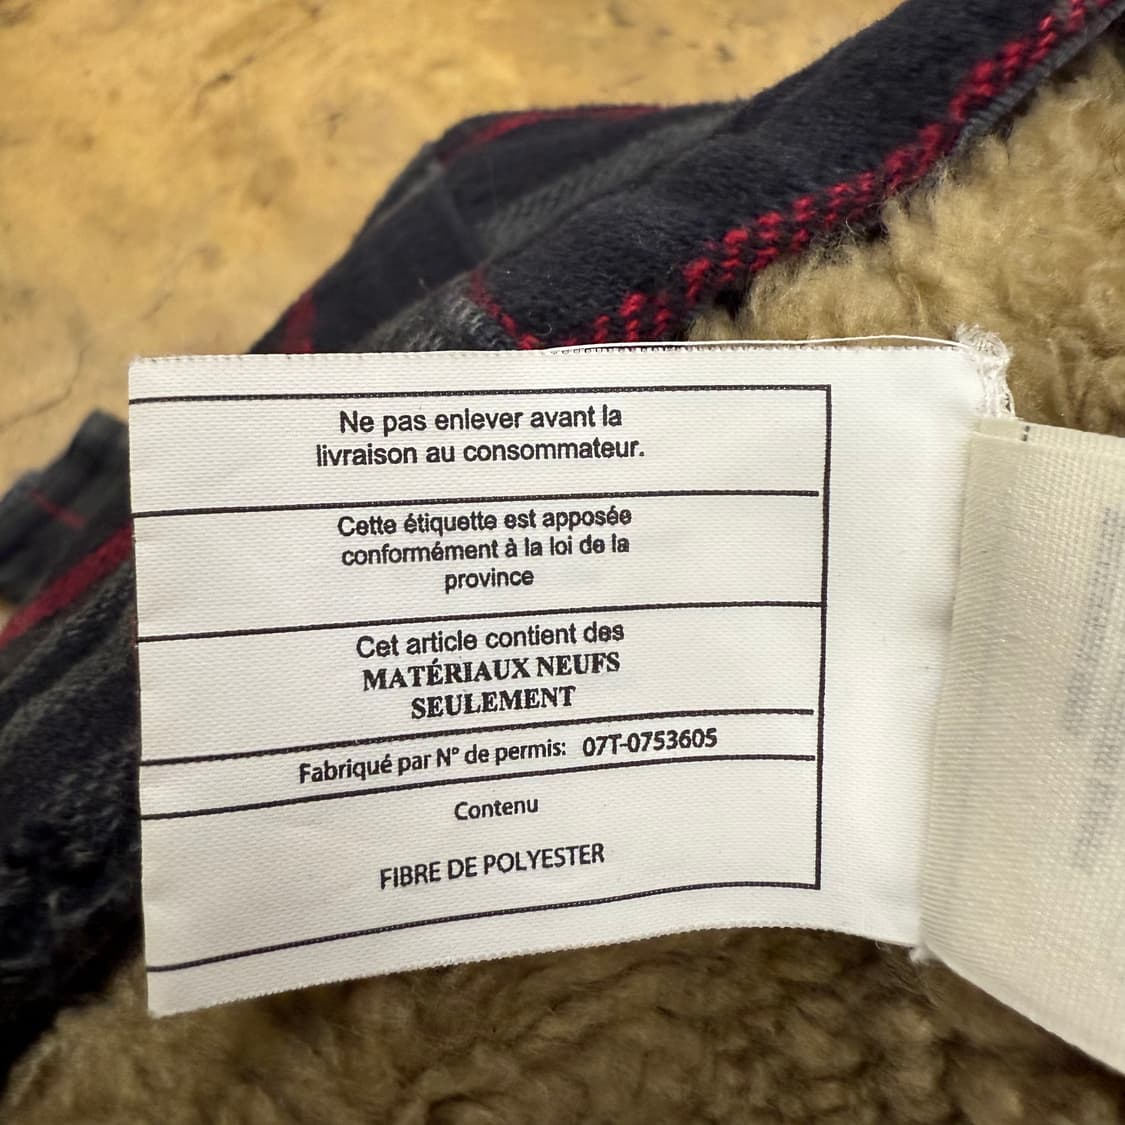 Ne pas enlever avant la
livraison au consommateur.
Cette étiquette est apposée
conformément à la loi de la
province
Cet article contient des
MATÉRIAUX NEUFS
SEULEMENT
Fabriqué par N° de permis: 07T-0753605
Contenu
FIBRE DE POLYESTER